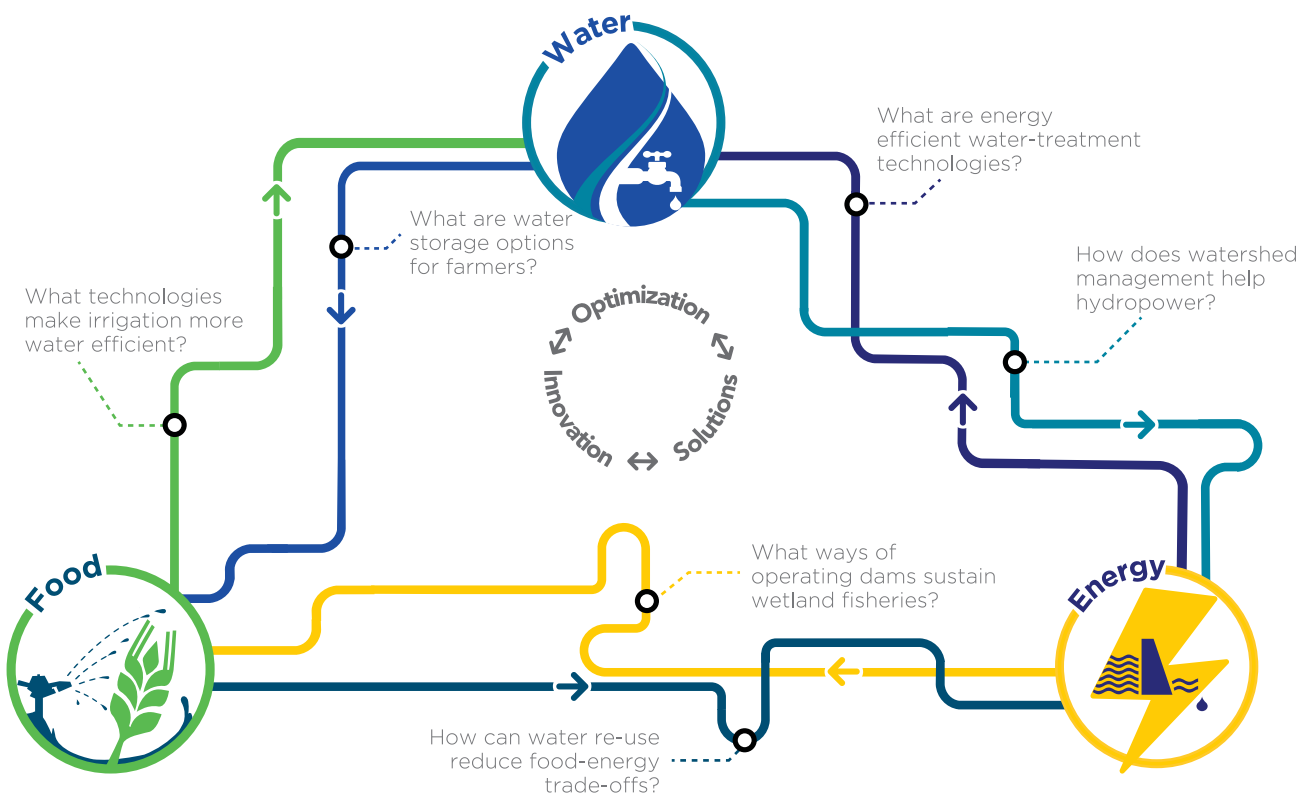 Water
What are energy
efficient water-treatment
technologies?
What are water
storage options
for farmers?
How does watershed
management help
hydropower?
What technologies
make irrigation more
water efficient?
Optimization
Innovation
Solutions
What ways of
operating dams sustain
wetland fisheries?
Food
Energy
How can water re-use
reduce food-energy
trade-offs?